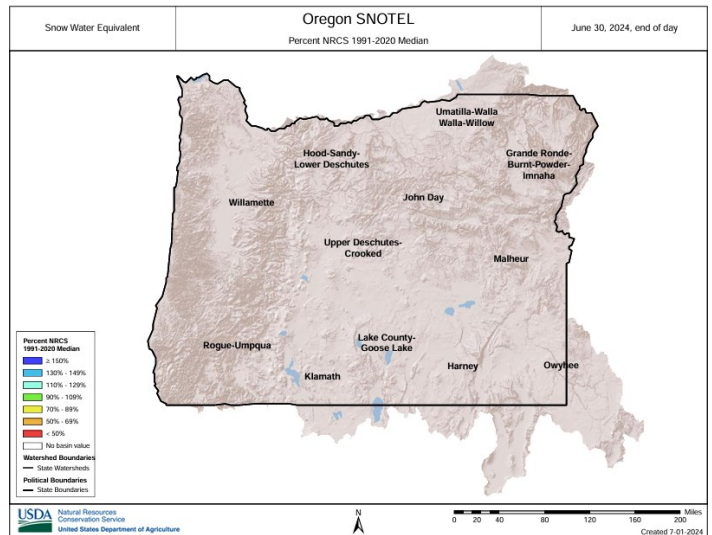 Snow Water Equivalent
Oregon SNOTEL
Percent NRCS 1991-2020 Median
June 30, 2024, end of day
Umatilla-Walla
Walla-Willow
Hood-Sandy-
Lower Deschutes
Grande Ronde-
Burnt-Powder-
Imnaha
Willamette
John Day
Upper Deschutes-
Crooked
Malheur
Rogue-Umpqua
Lake County-
Goose Lake
Klamath
Harney
Owyhee
Percent NRCS
1991-2020 Median
≥ 150%
130% - 149%
110% - 129%
90% - 109%
70% - 89%
50% - 69%
< 50%
No basin value
Watershed Boundaries
State Watersheds
Political Boundaries
State Boundaries
USDA
Natural Resources
Conservation Service
United States Department of Agriculture
N
Miles
0 20 40 80 120 160 200
Created 7-01-2024